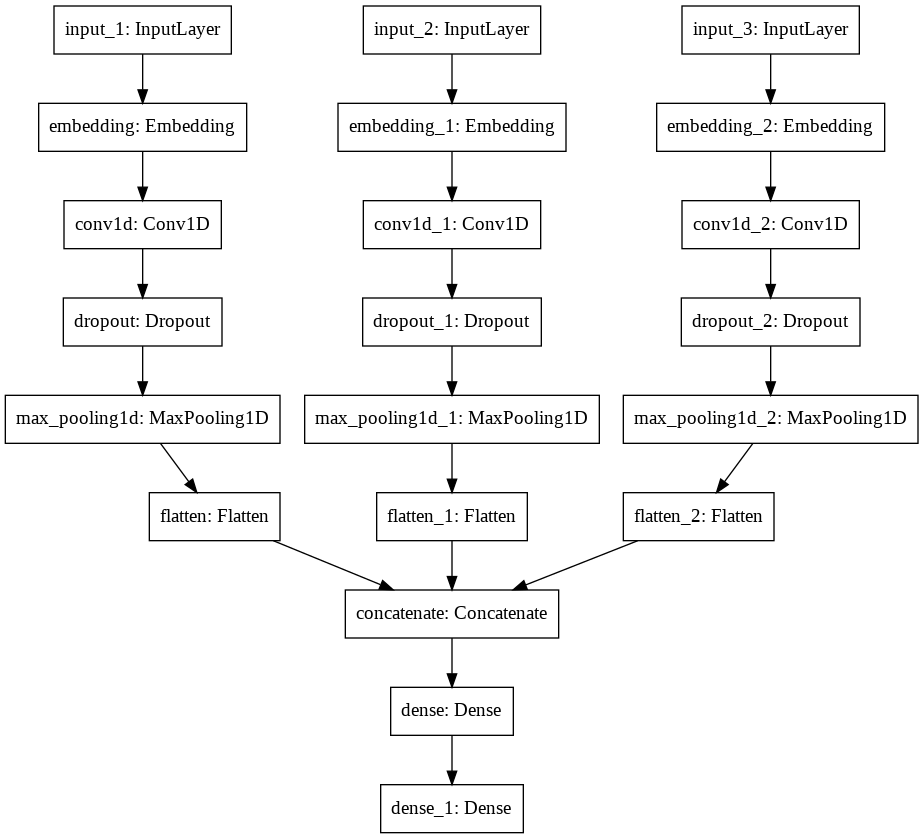 input_1: InputLayer
input_2: InputLayer
input_3: InputLayer
embedding: Embedding
embedding_1: Embedding
embedding_2: Embedding
conv1d: Conv1D
conv1d_1: Conv1D
conv1d_2: Conv1D
dropout: Dropout
dropout_1: Dropout
dropout_2: Dropout
max_pooling1d: MaxPooling1D
max_pooling1d_1: MaxPooling1D
max_pooling1d_2: MaxPooling1D
flatten: Flatten
flatten_1: Flatten
flatten_2: Flatten
concatenate: Concatenate
dense: Dense
dense_1: Dense